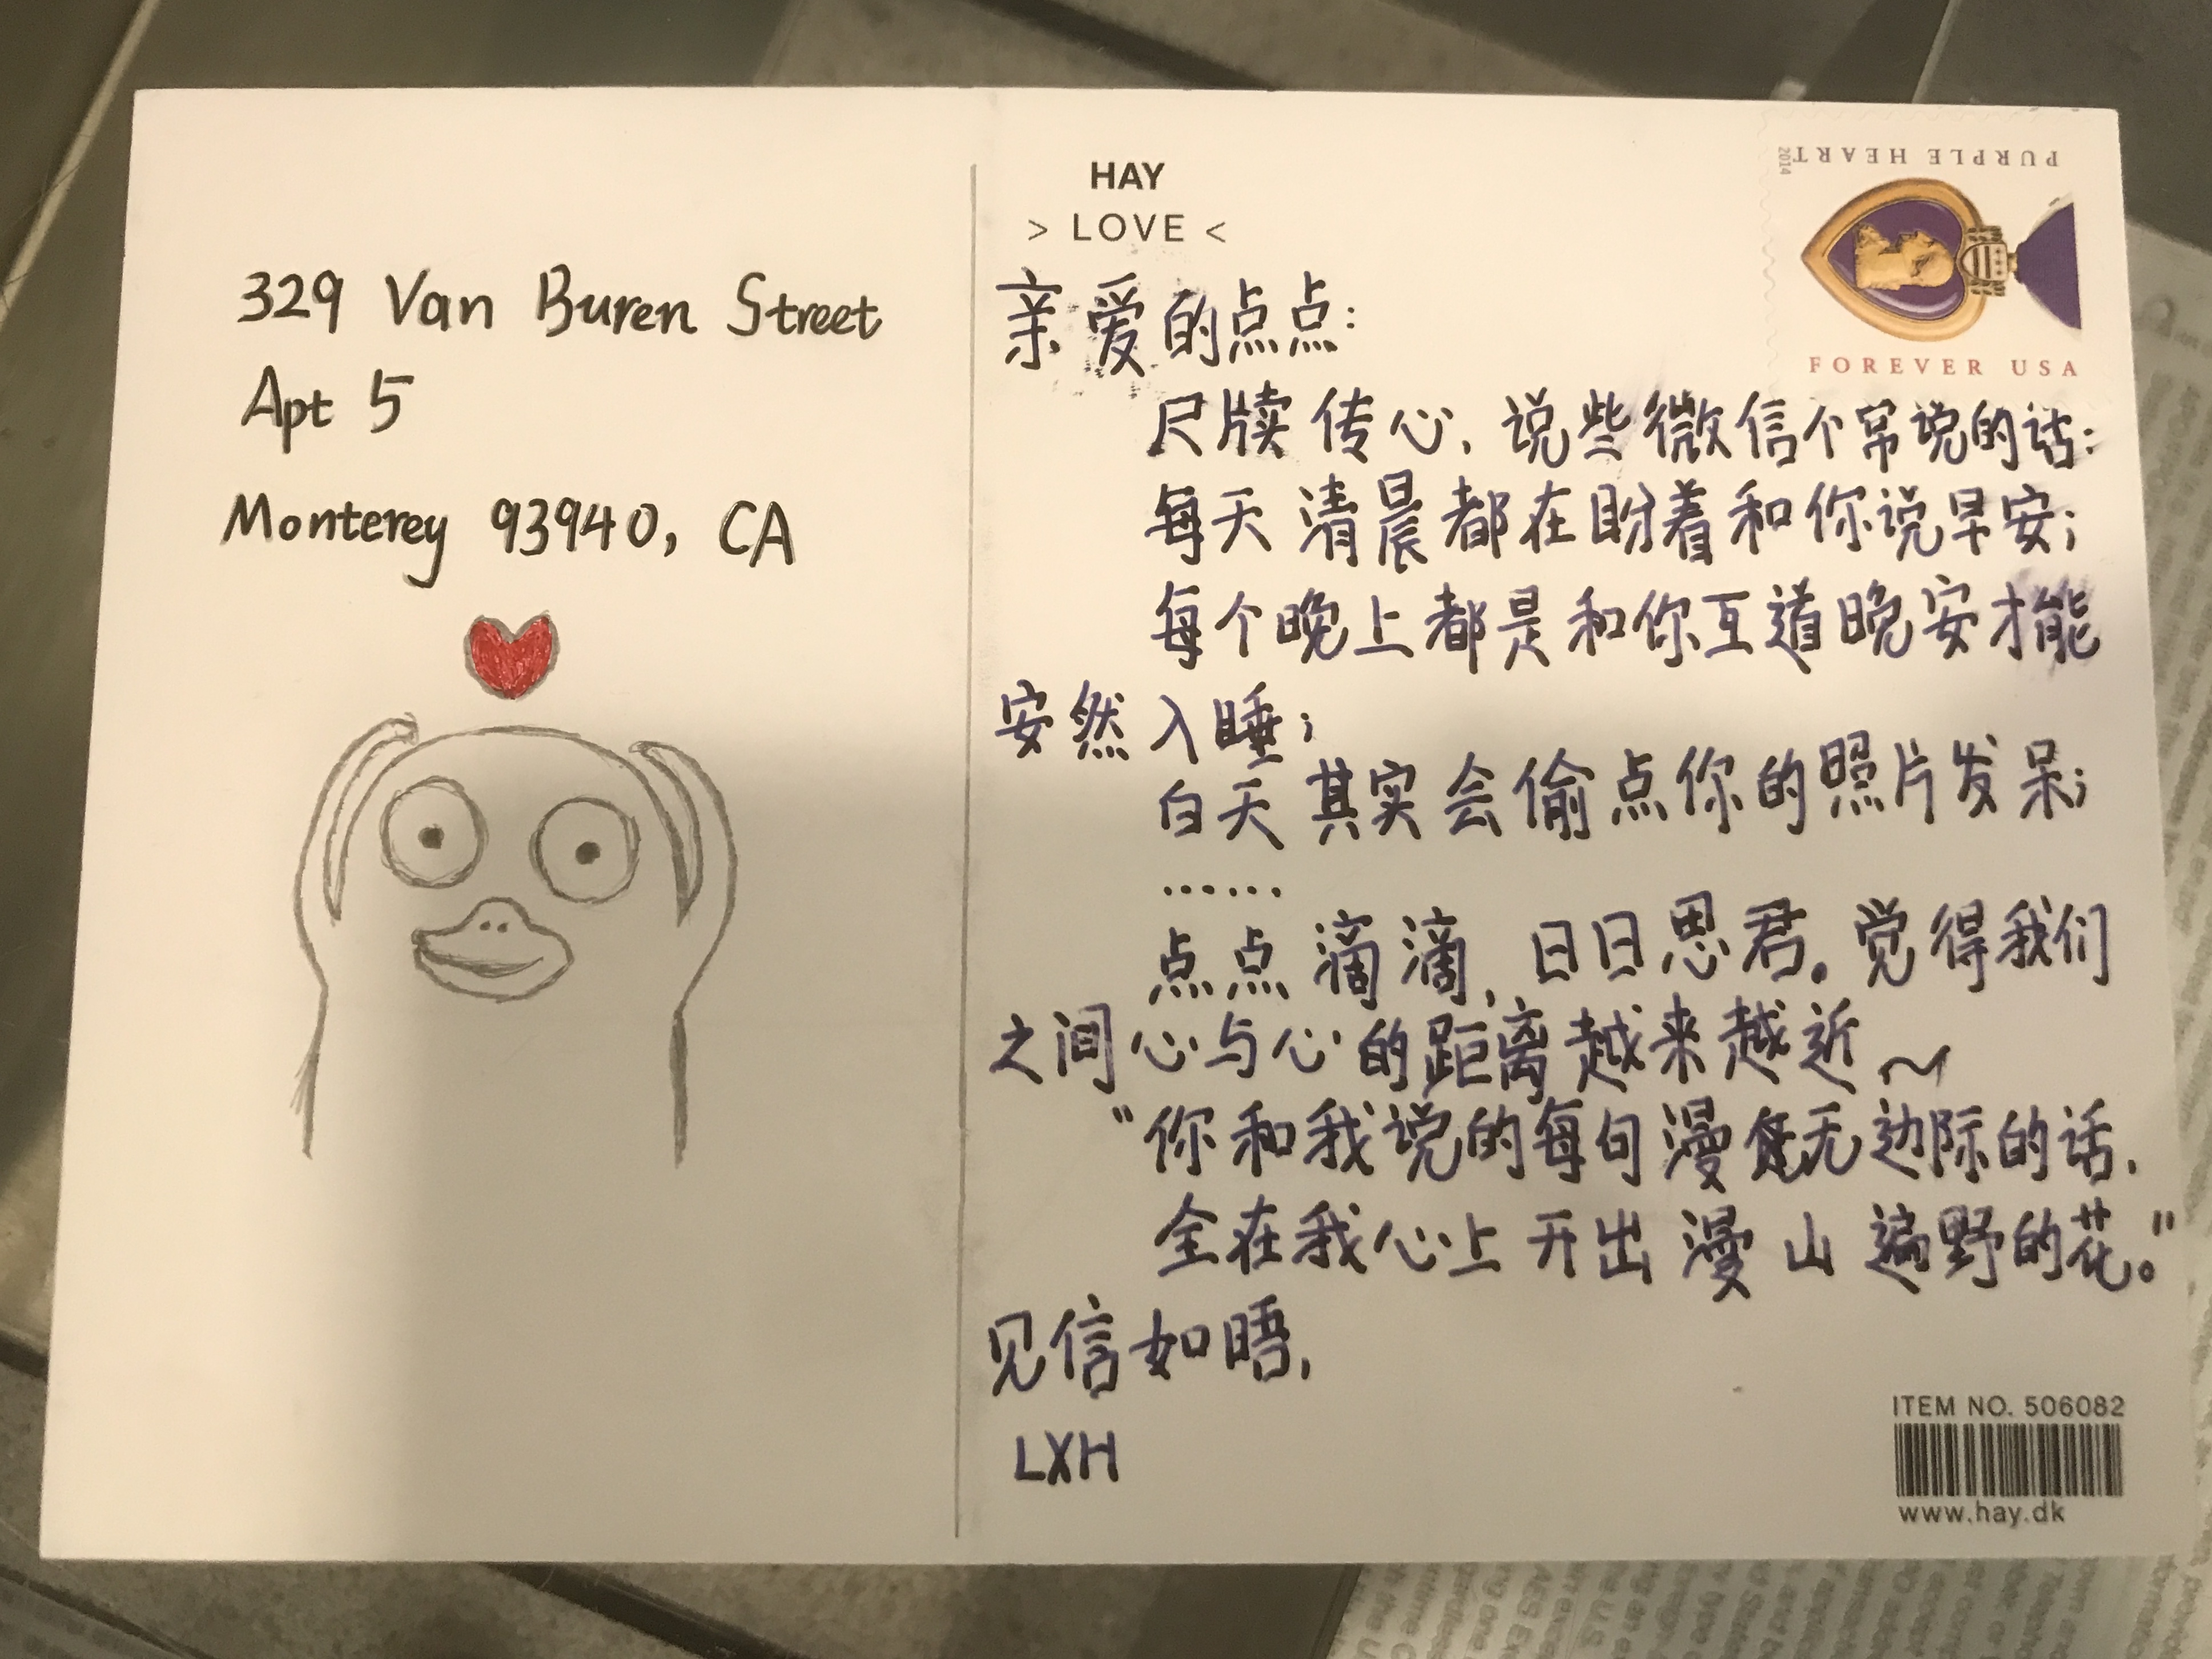 329 Van Buren Street
Apt 5
Monterey 93940, CA
HAY
> LOVE <
PURPLE HEART
2014
FOREVER USA
亲爱的点点:
尺牍传心,说些微信不常说的话:
每天清晨都在盼着和你说早安;
每个晚上都是和你互道晚安才能
安然入睡;
白天其实会偷点你的照片发呆;
……
点点滴滴,日日思君。觉得我们
之间心与心的距离越来越近~
“你和我说的每句漫无边际的话,
全在我心上开出漫山遍野的花。”
见信如晤,
LXH
ITEM NO. 506082
www.hay.dk